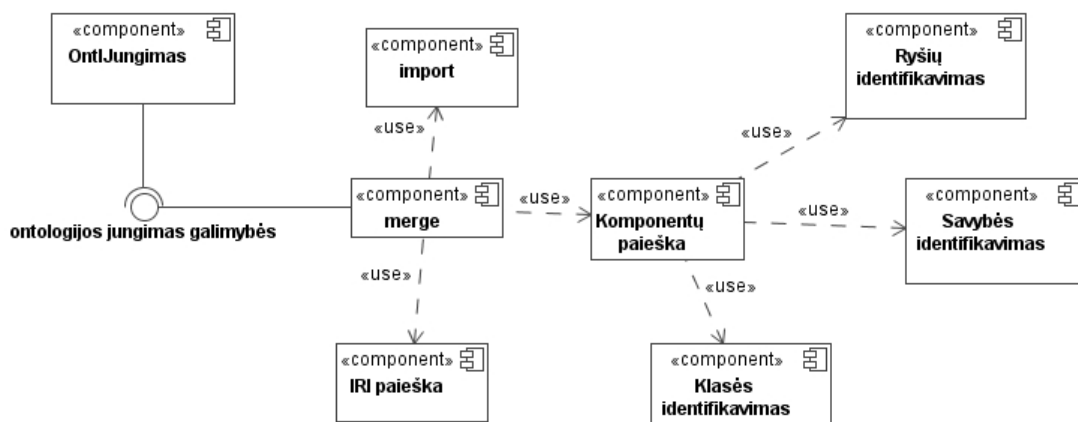 «component»
OntlJungimas
«component»
import
«component»
Ryšių
identifikavimas
«use»
«use»
«component»
merge
«use»
«component»
Komponentų
paieška
«use»
«component»
Savybės
identifikavimas
ontologijos jungimas galimybės
«use»
«use»
«component»
IRI paieška
«component»
Klasės
identifikavimas